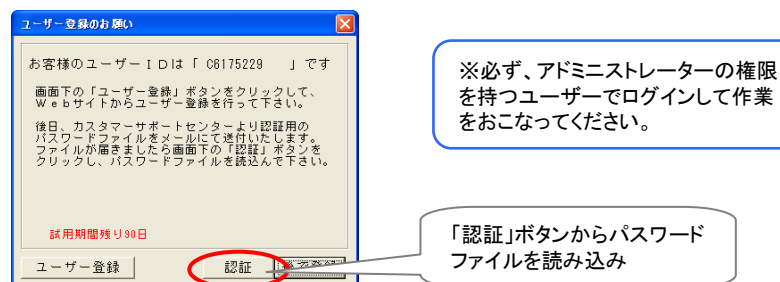 ユーザー登録のお願い
お客様のユーザーＩＤは「 C6175229 」です
画面下の「ユーザー登録」ボタンをクリックして、
Ｗｅｂサイトからユーザー登録を行って下さい。
後日、カスタマーサポートセンターより認証用の
パスワードファイルをメールにて送付いたします。
ファイルが届きましたら画面下の「認証」ボタンを
クリックし、パスワードファイルを読込んで下さい。
試用期間残り90日
ユーザー登録
認証
※必ず、アドミニストレーターの権限
を持つユーザーでログインして作業
をおこなってください。
「認証」ボタンからパスワード
ファイルを読み込み